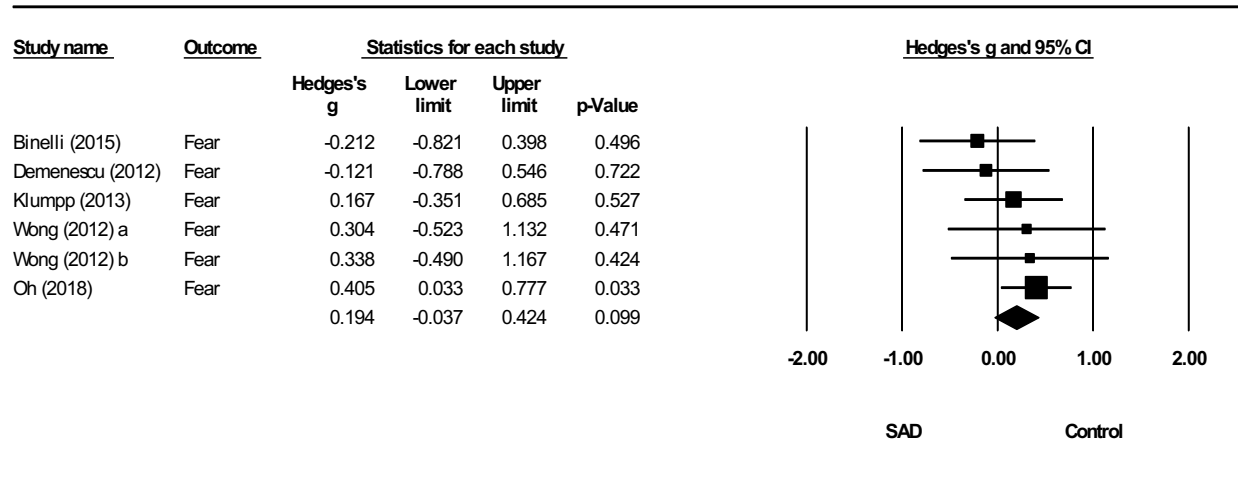 Study name Outcome Statistics for each study Hedges's g and 95% CI
Hedges's g Lower limit Upper limit p-Value
Binelli (2015) Fear -0.212 -0.821 0.398 0.496
Demenescu (2012) Fear -0.121 -0.788 0.546 0.722
Klumpp (2013) Fear 0.167 -0.351 0.685 0.527
Wong (2012) a Fear 0.304 -0.523 1.132 0.471
Wong (2012) b Fear 0.338 -0.490 1.167 0.424
Oh (2018) Fear 0.405 0.033 0.777 0.033
0.194 -0.037 0.424 0.099
-2.00 -1.00 0.00 1.00 2.00
SAD Control